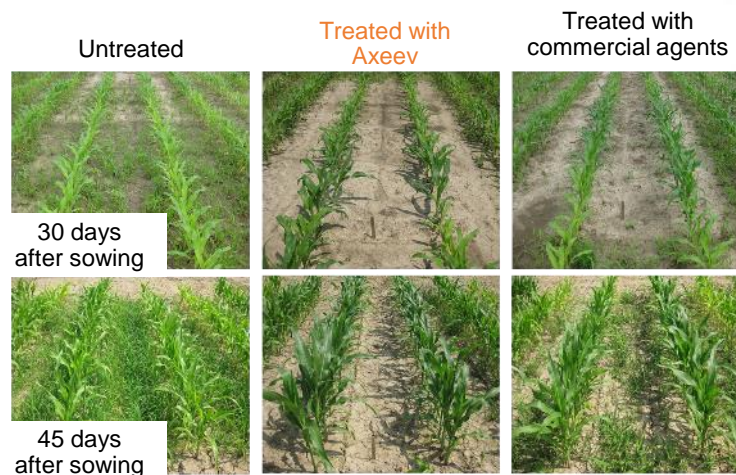 Untreated
Treated with
Axeev
Treated with
commercial agents
30 days
after sowing
45 days
after sowing